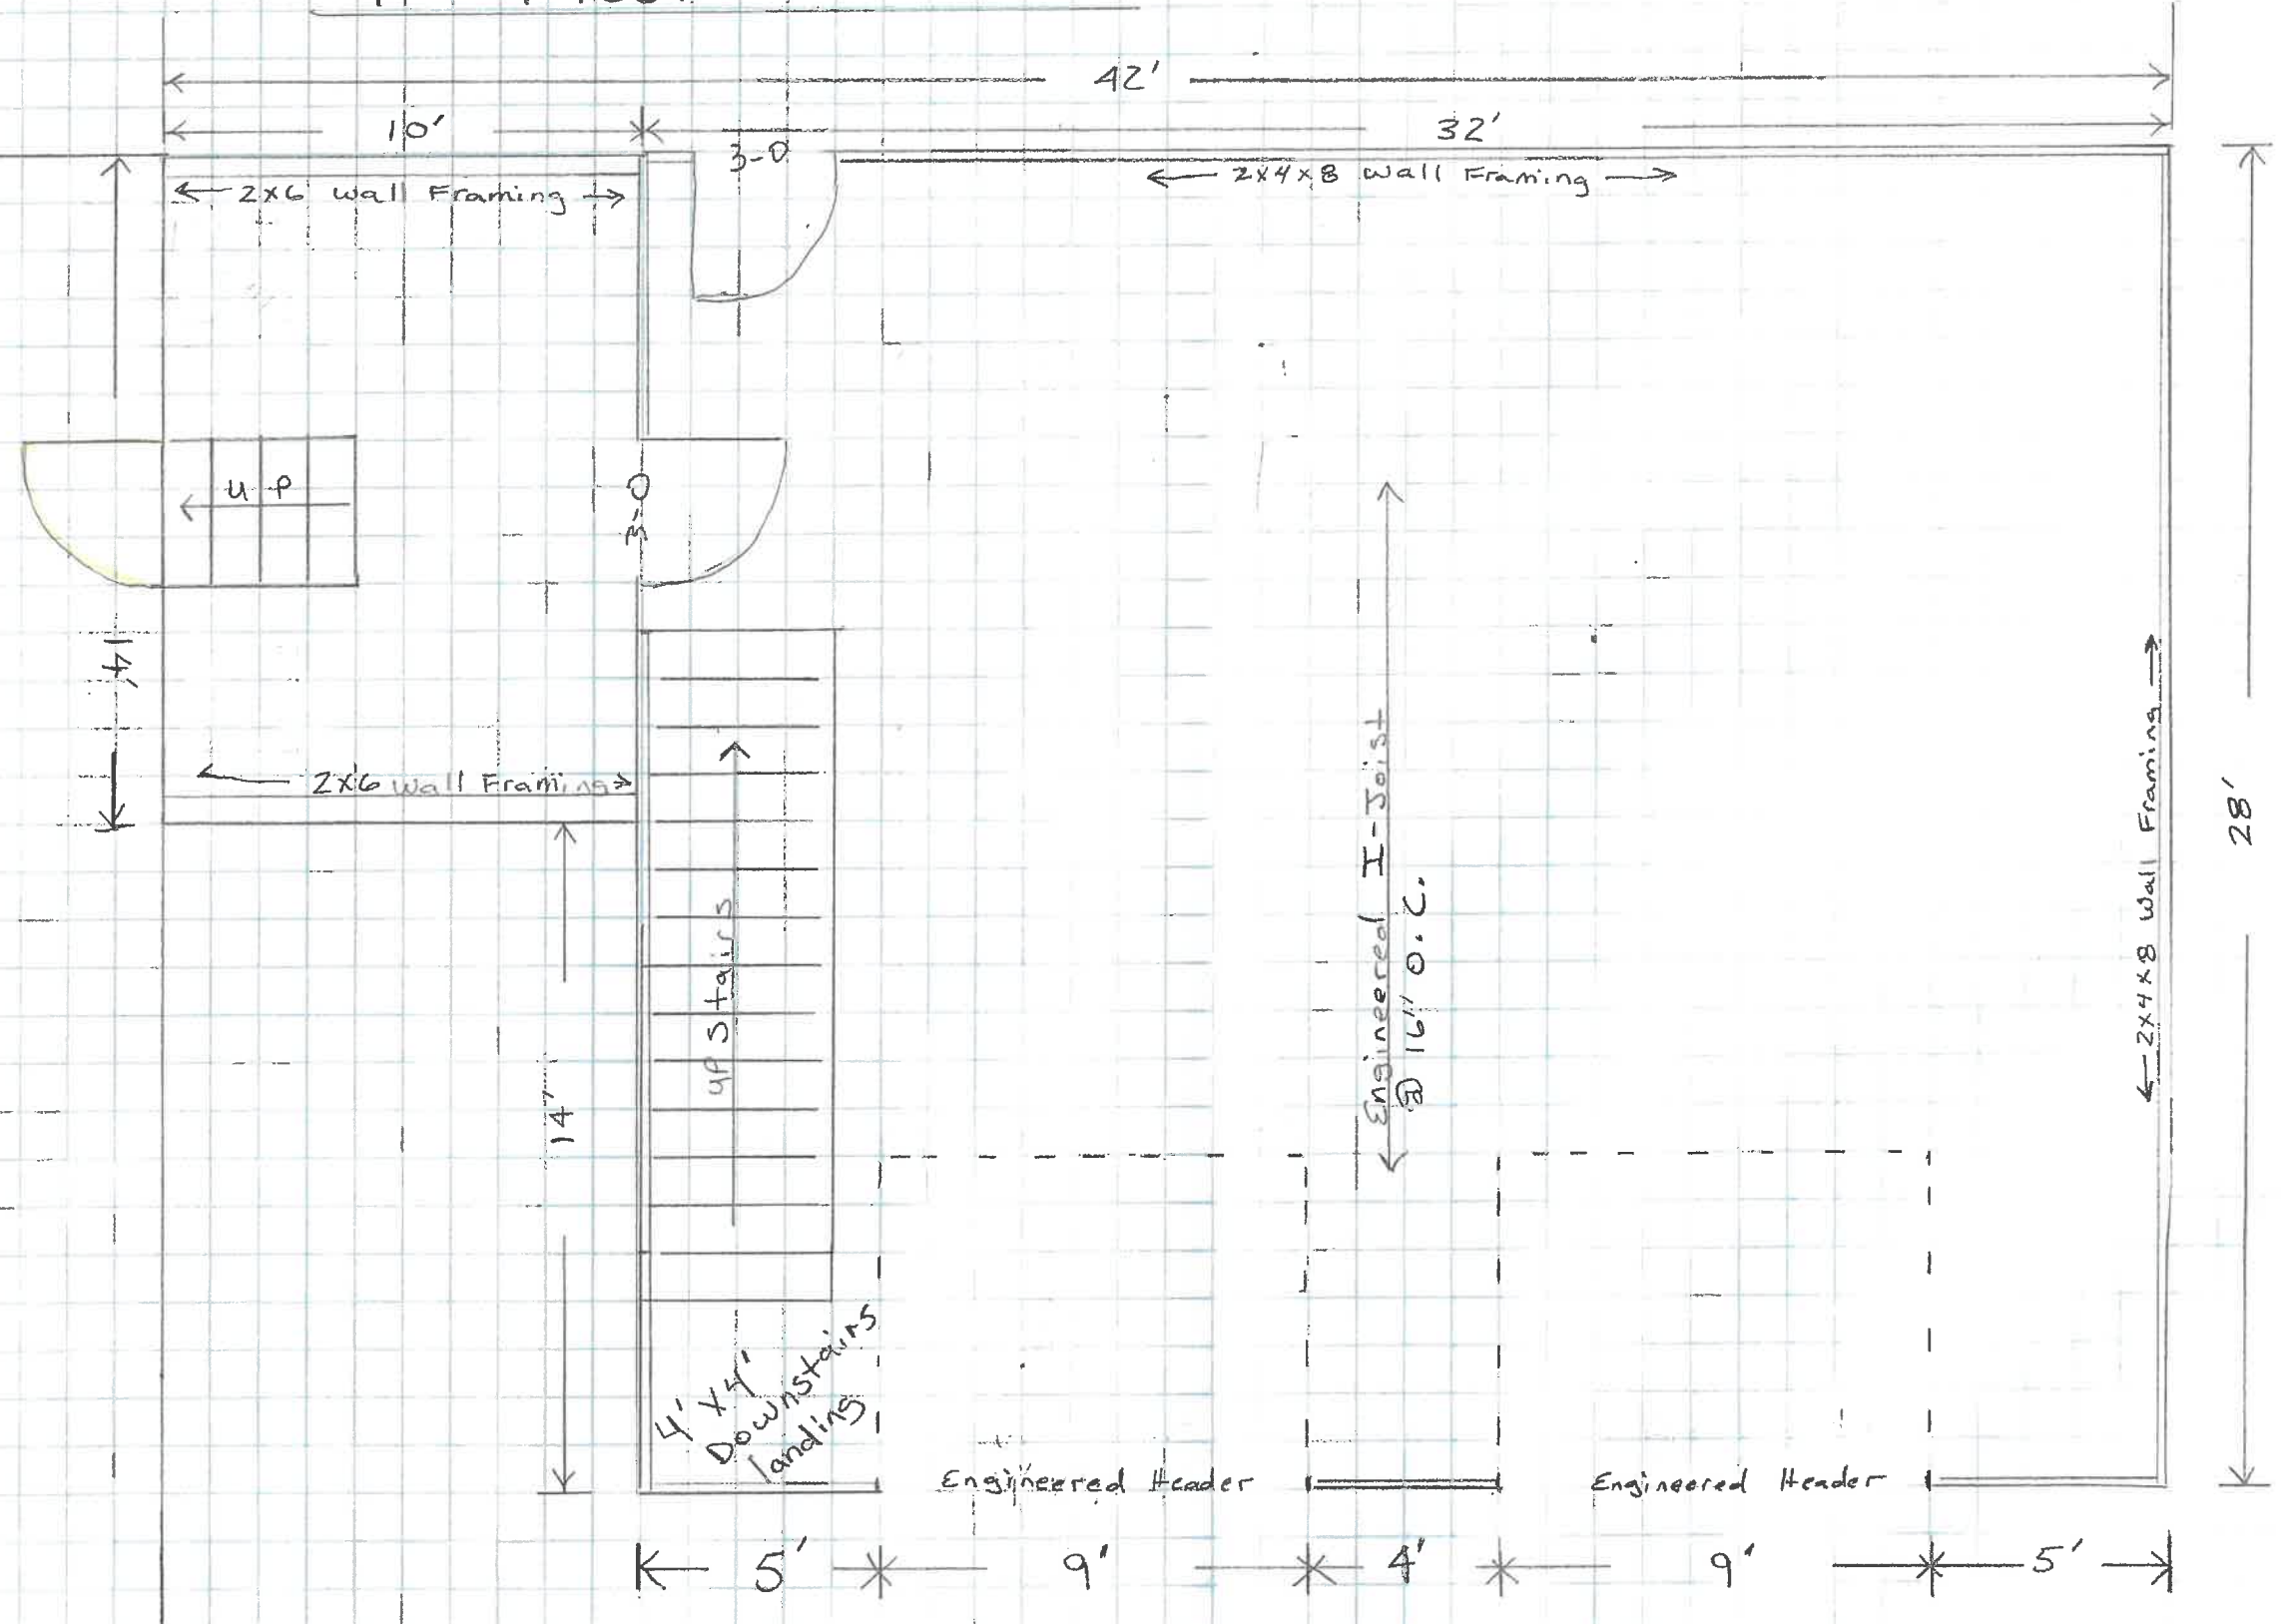 42'
10'
32'
3-0
← 2x6 Wall Framing →
← 2x4x8 Wall Framing →
UP
3-0
14'
← 2x6 Wall Framing →
14'
UP Stairs
Engineered I-Joist
@ 16" O.C.
← 2x4x8 Wall Framing →
28'
4' x 4'
Downstairs
landing
Engineered Header
Engineered Header
5'
9'
4'
9'
5'